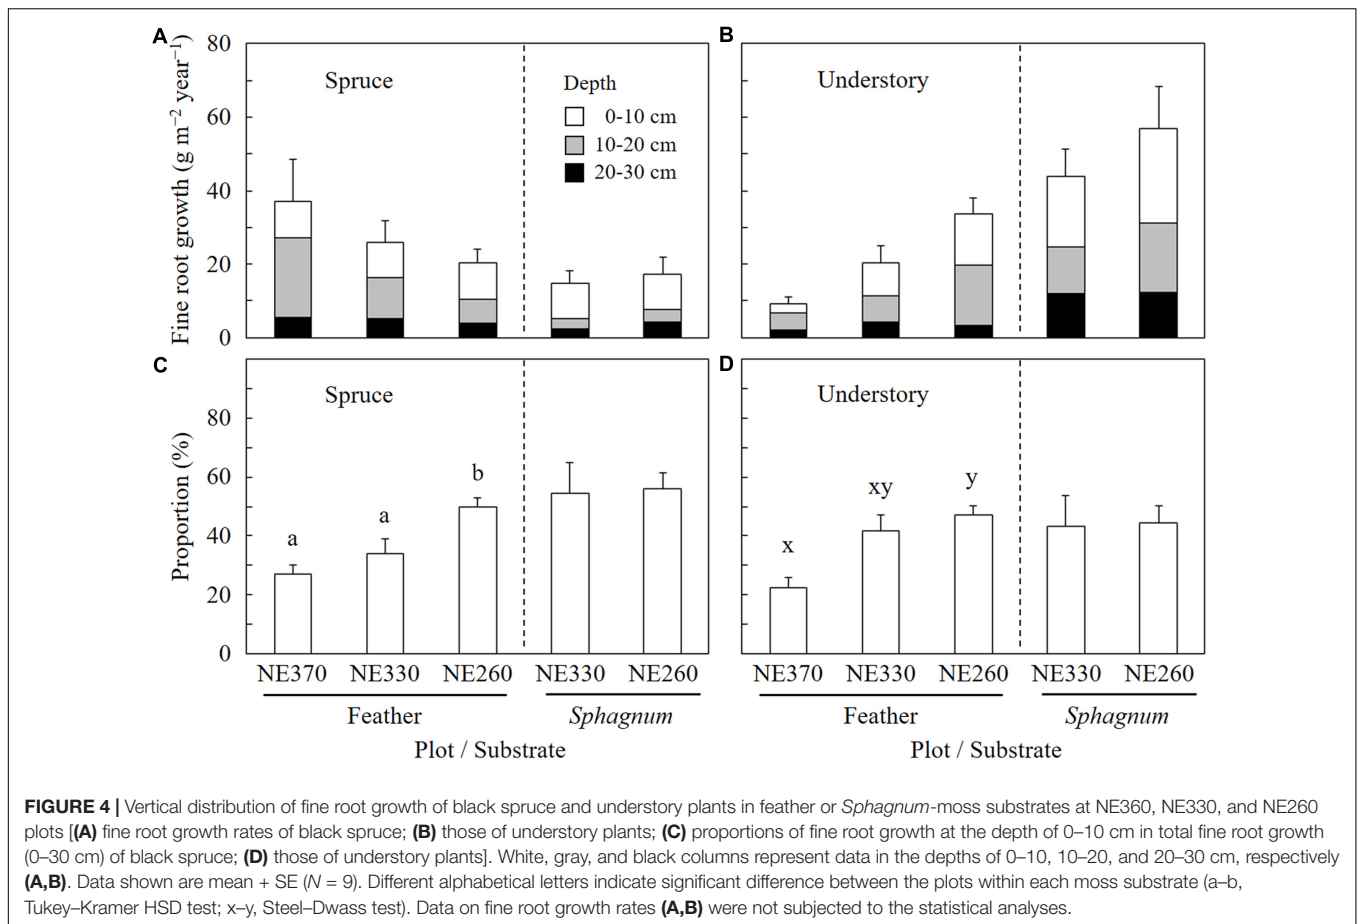 A
B
80
60
40
20
0
Fine root growth (g m⁻² year⁻¹)
Spruce
Depth
0-10 cm
10-20 cm
20-30 cm
Understory
C
D
80
60
40
20
0
Proportion (%)
Spruce
a
a
b
Understory
x
xy
y
NE370 NE330 NE260 NE330 NE260
NE370 NE330 NE260 NE330 NE260
Feather Sphagnum
Feather Sphagnum
Plot / Substrate
Plot / Substrate
FIGURE 4 | Vertical distribution of fine root growth of black spruce and understory plants in feather or Sphagnum-moss substrates at NE360, NE330, and NE260
plots [(A) fine root growth rates of black spruce; (B) those of understory plants; (C) proportions of fine root growth at the depth of 0–10 cm in total fine root growth
(0–30 cm) of black spruce; (D) those of understory plants]. White, gray, and black columns represent data in the depths of 0–10, 10–20, and 20–30 cm, respectively
(A,B). Data shown are mean + SE (N = 9). Different alphabetical letters indicate significant difference between the plots within each moss substrate (a–b,
Tukey–Kramer HSD test; x–y, Steel–Dwass test). Data on fine root growth rates (A,B) were not subjected to the statistical analyses.